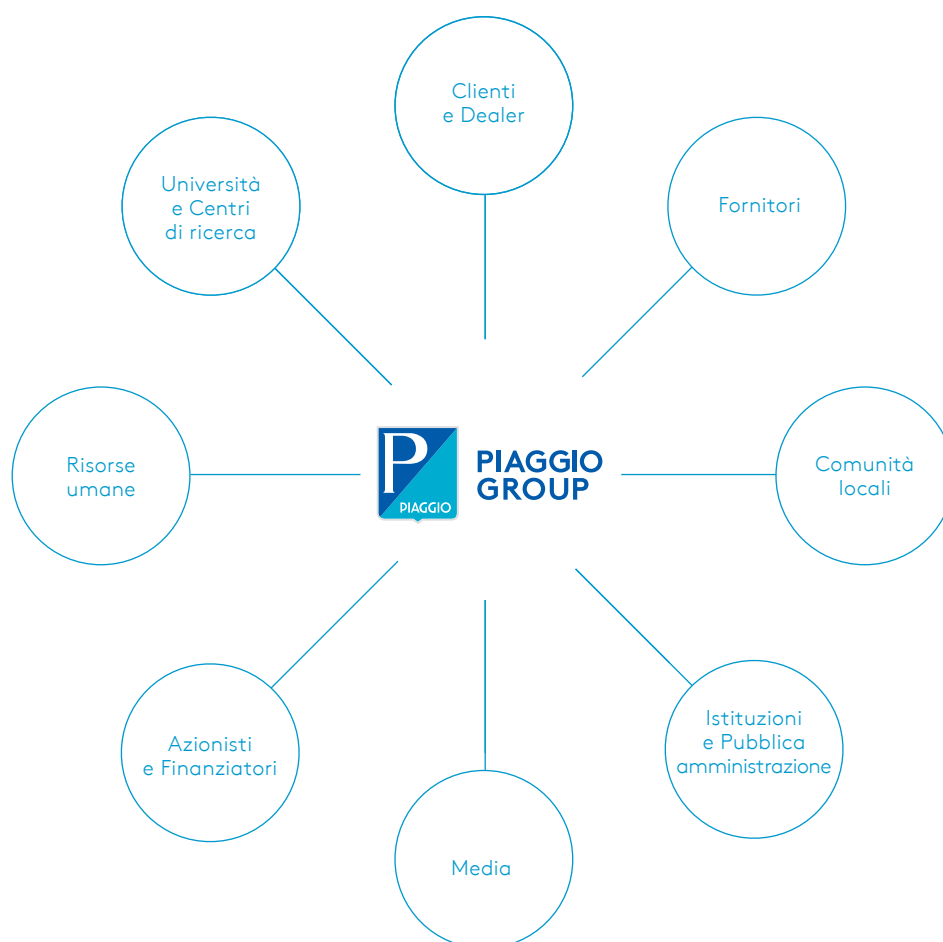 Clienti
e Dealer
Università
e Centri
di ricerca
Fornitori
Risorse
umane
P
PIAGGIO
PIAGGIO
GROUP
Comunità
locali
Azionisti
e Finanziatori
Istituzioni
e Pubblica
amministrazione
Media